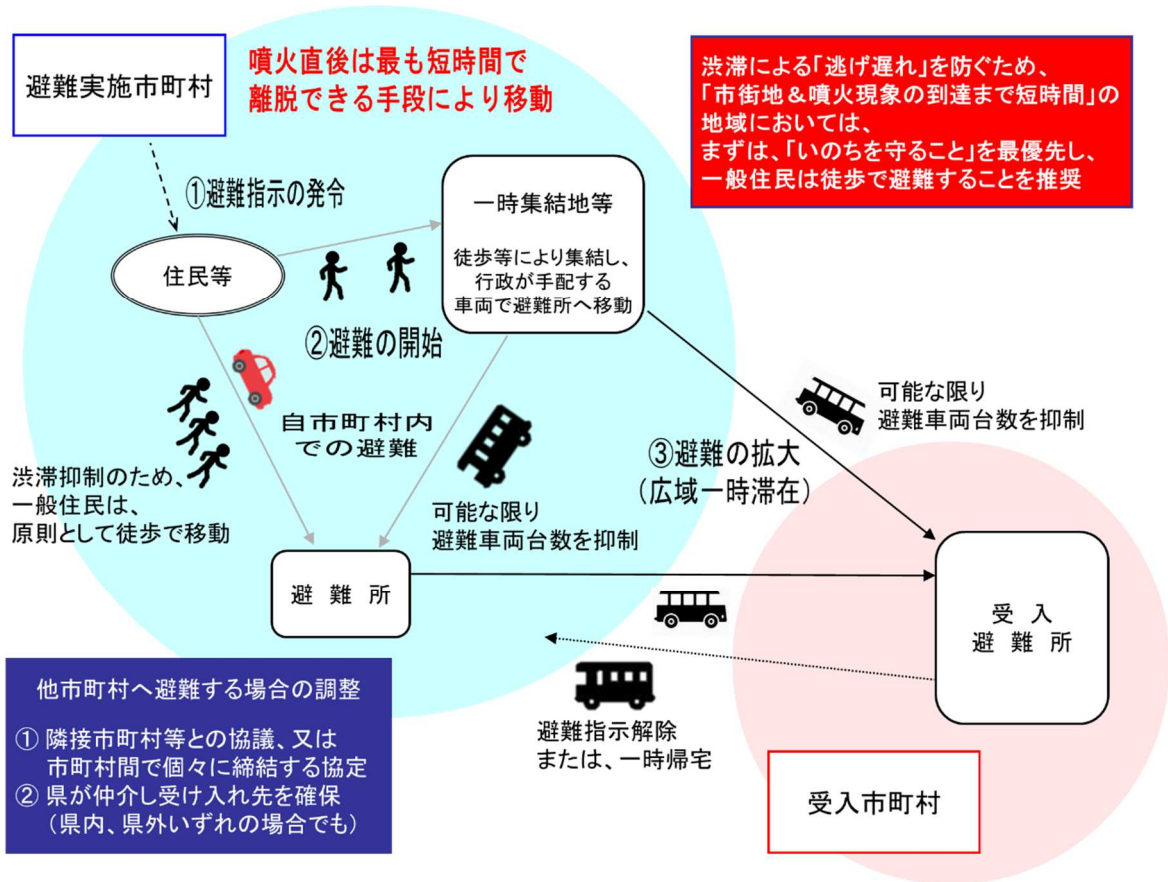 避難実施市町村
噴火直後は最も短時間で
離脱できる手段により移動
渋滞による「逃げ遅れ」を防ぐため、
「市街地＆噴火現象の到達まで短時間」の
地域においては、
まずは、「いのちを守ること」を最優先し、
一般住民は徒歩で避難することを推奨
①避難指示の発令
一時集結地等
徒歩等により集結し、
行政が手配する
車両で避難所へ移動
住民等
②避難の開始
自市町村内
での避難
渋滞抑制のため、
一般住民は、
原則として徒歩で移動
可能な限り
避難車両台数を抑制
可能な限り
避難車両台数を抑制
③避難の拡大
（広域一時滞在）
避難所
受入
避難所
避難指示解除
または、一時帰宅
他市町村へ避難する場合の調整
① 隣接市町村等との協議、又は
市町村間で個々に締結する協定
② 県が仲介し受け入れ先を確保
（県内、県外いずれの場合でも）
受入市町村